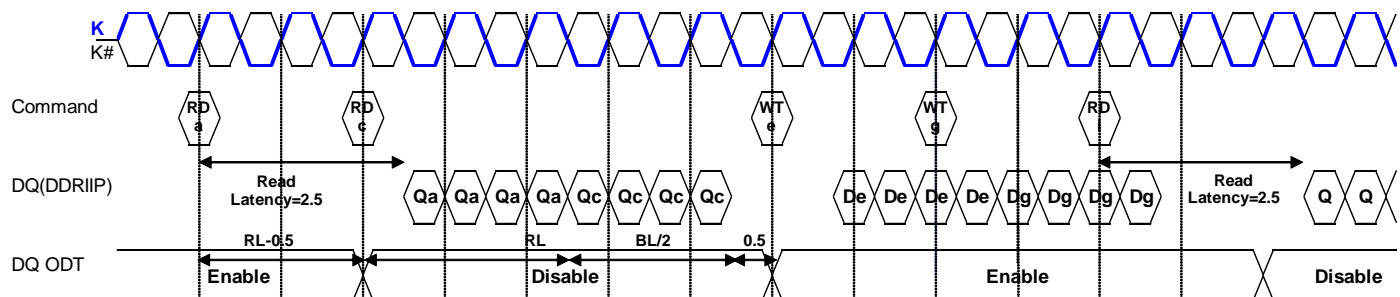 K
K#
Command
RD a
RD c
WT e
WT g
RD
DQ(DDRIIP)
Read
Latency=2.5
Qa Qa Qa Qa Qc Qc Qc Qc
De De De De Dg Dg Dg Dg
Read
Latency=2.5
Q Q
DQ ODT
RL-0.5
RL
BL/2
0.5
Enable
Disable
Enable
Disable